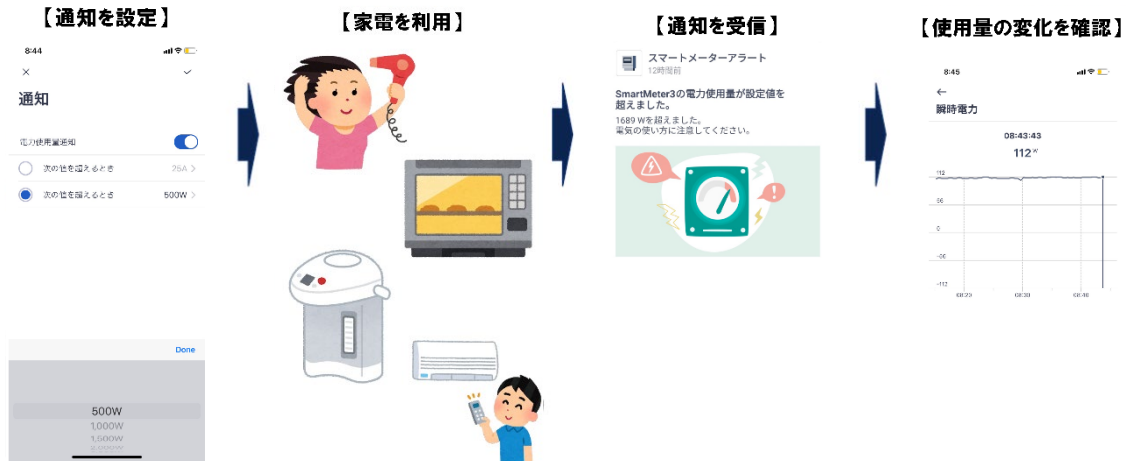 【通知を設定】
8:44
通知
電力使用量通知
次の値を超えるとき 25A
次の値を超えるとき 500W
Done
500W
1,000W
1,500W
2,000W
【家電を利用】
【通知を受信】
スマートメーターアラート
12時間前
SmartMeter3の電力使用量が設定値を
超えました。
1689 Wを超えました。
電気の使い方に注意してください。
【使用量の変化を確認】
8:45
瞬時電力
08:43:43
112 W
112
56
0
-56
-112
08:20
08:30
08:40